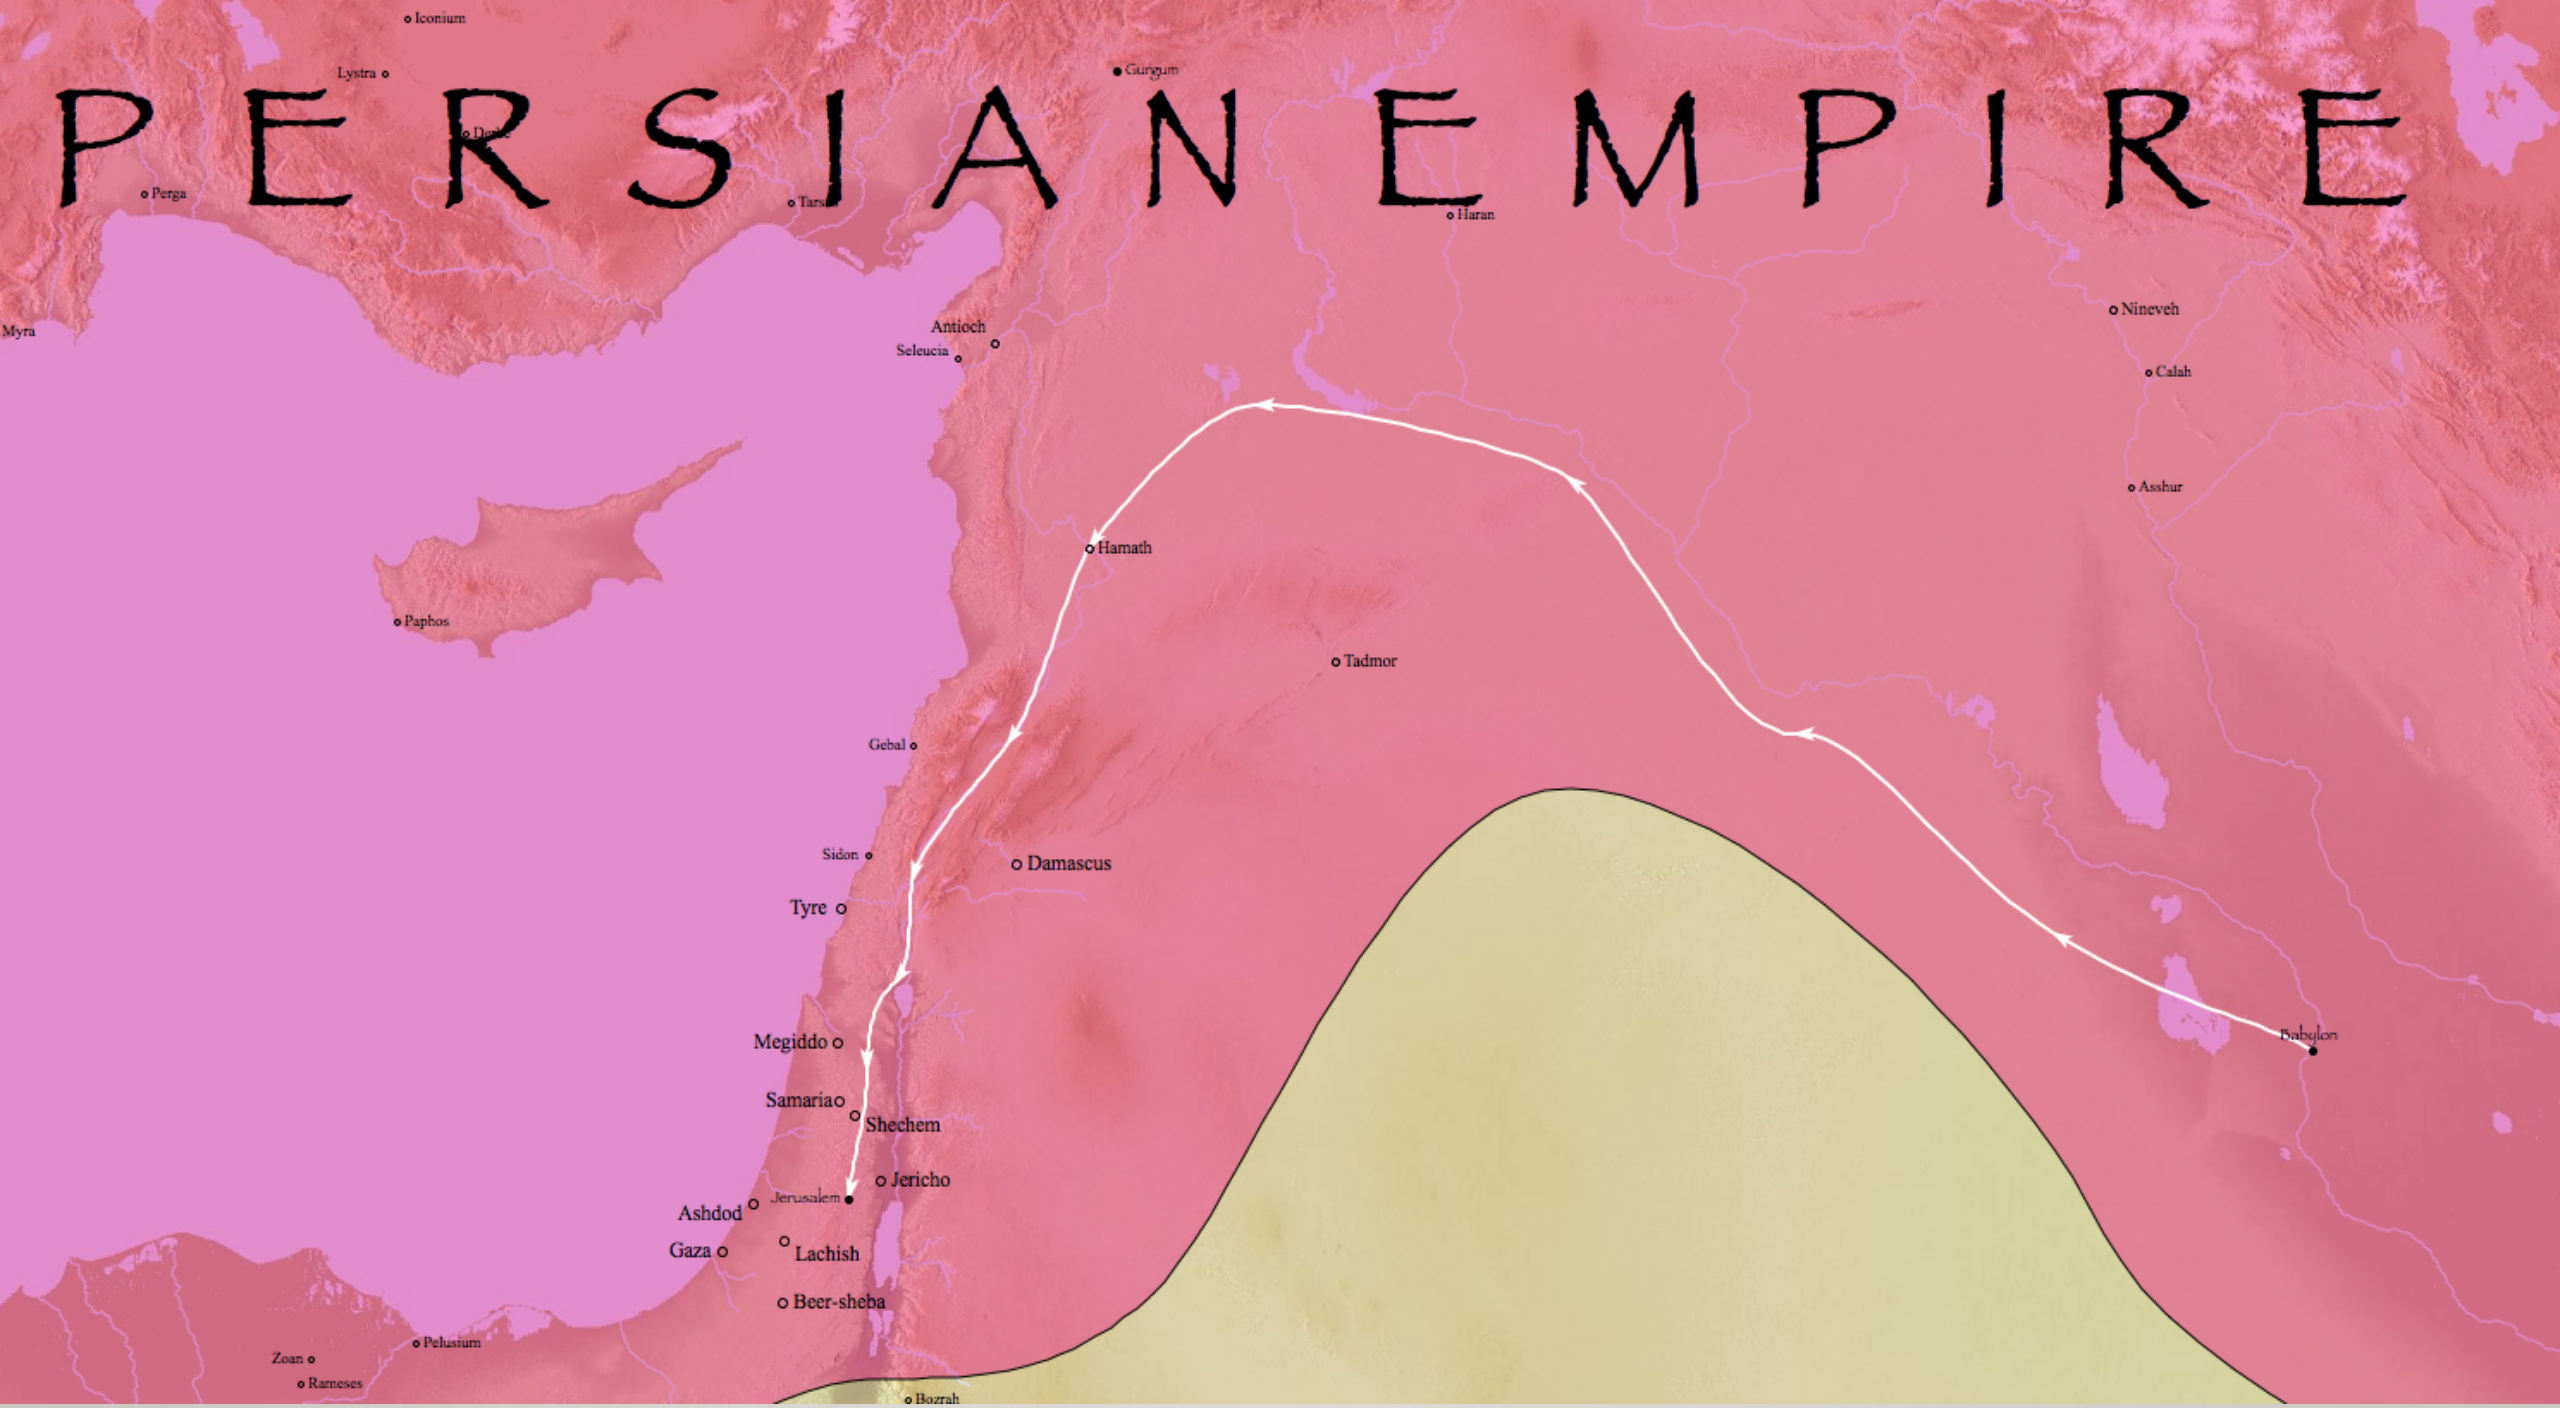 Iconium
Lystra
Gurgum
PERSIAN EMPIRE
Derbe
Perga
Haran
Nineveh
Antioch
Myra
Seleucia
Calah
Asshur
Hamath
Paphos
Tadmor
Gebal
Sidon
Damascus
Tyre
Babylon
Megiddo
Samaria
Shechem
Jericho
Jerusalem
Ashdod
Gaza
Lachish
Beer-sheba
Pelusium
Zoan
Rameses
Bozrah